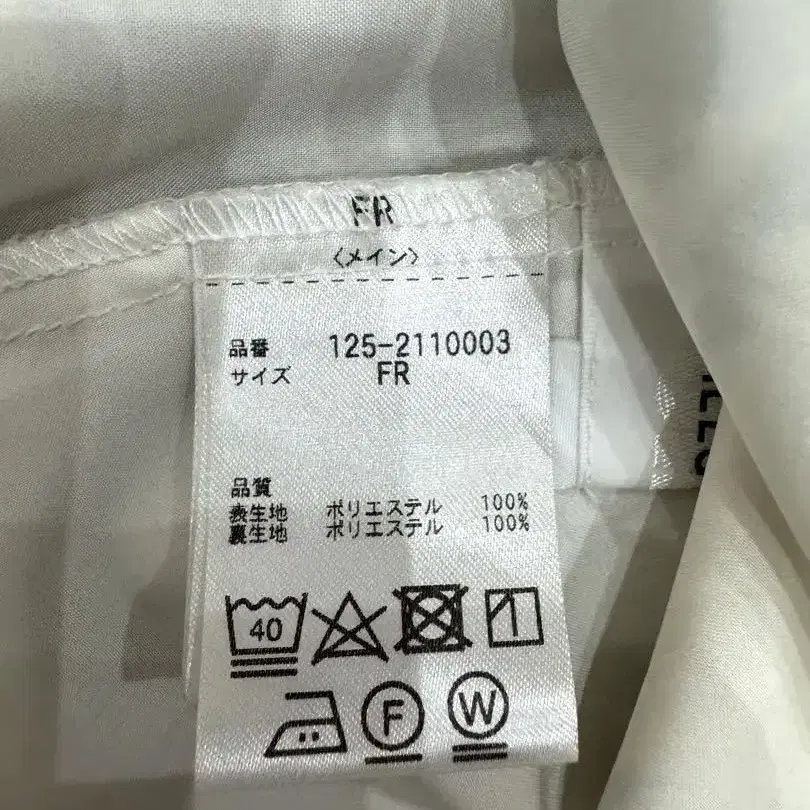 FR
〈メイン〉
品番 125-2110003
サイズ FR
品質
表生地 ポリエステル 100%
裏生地 ポリエステル 100%
40
F
W